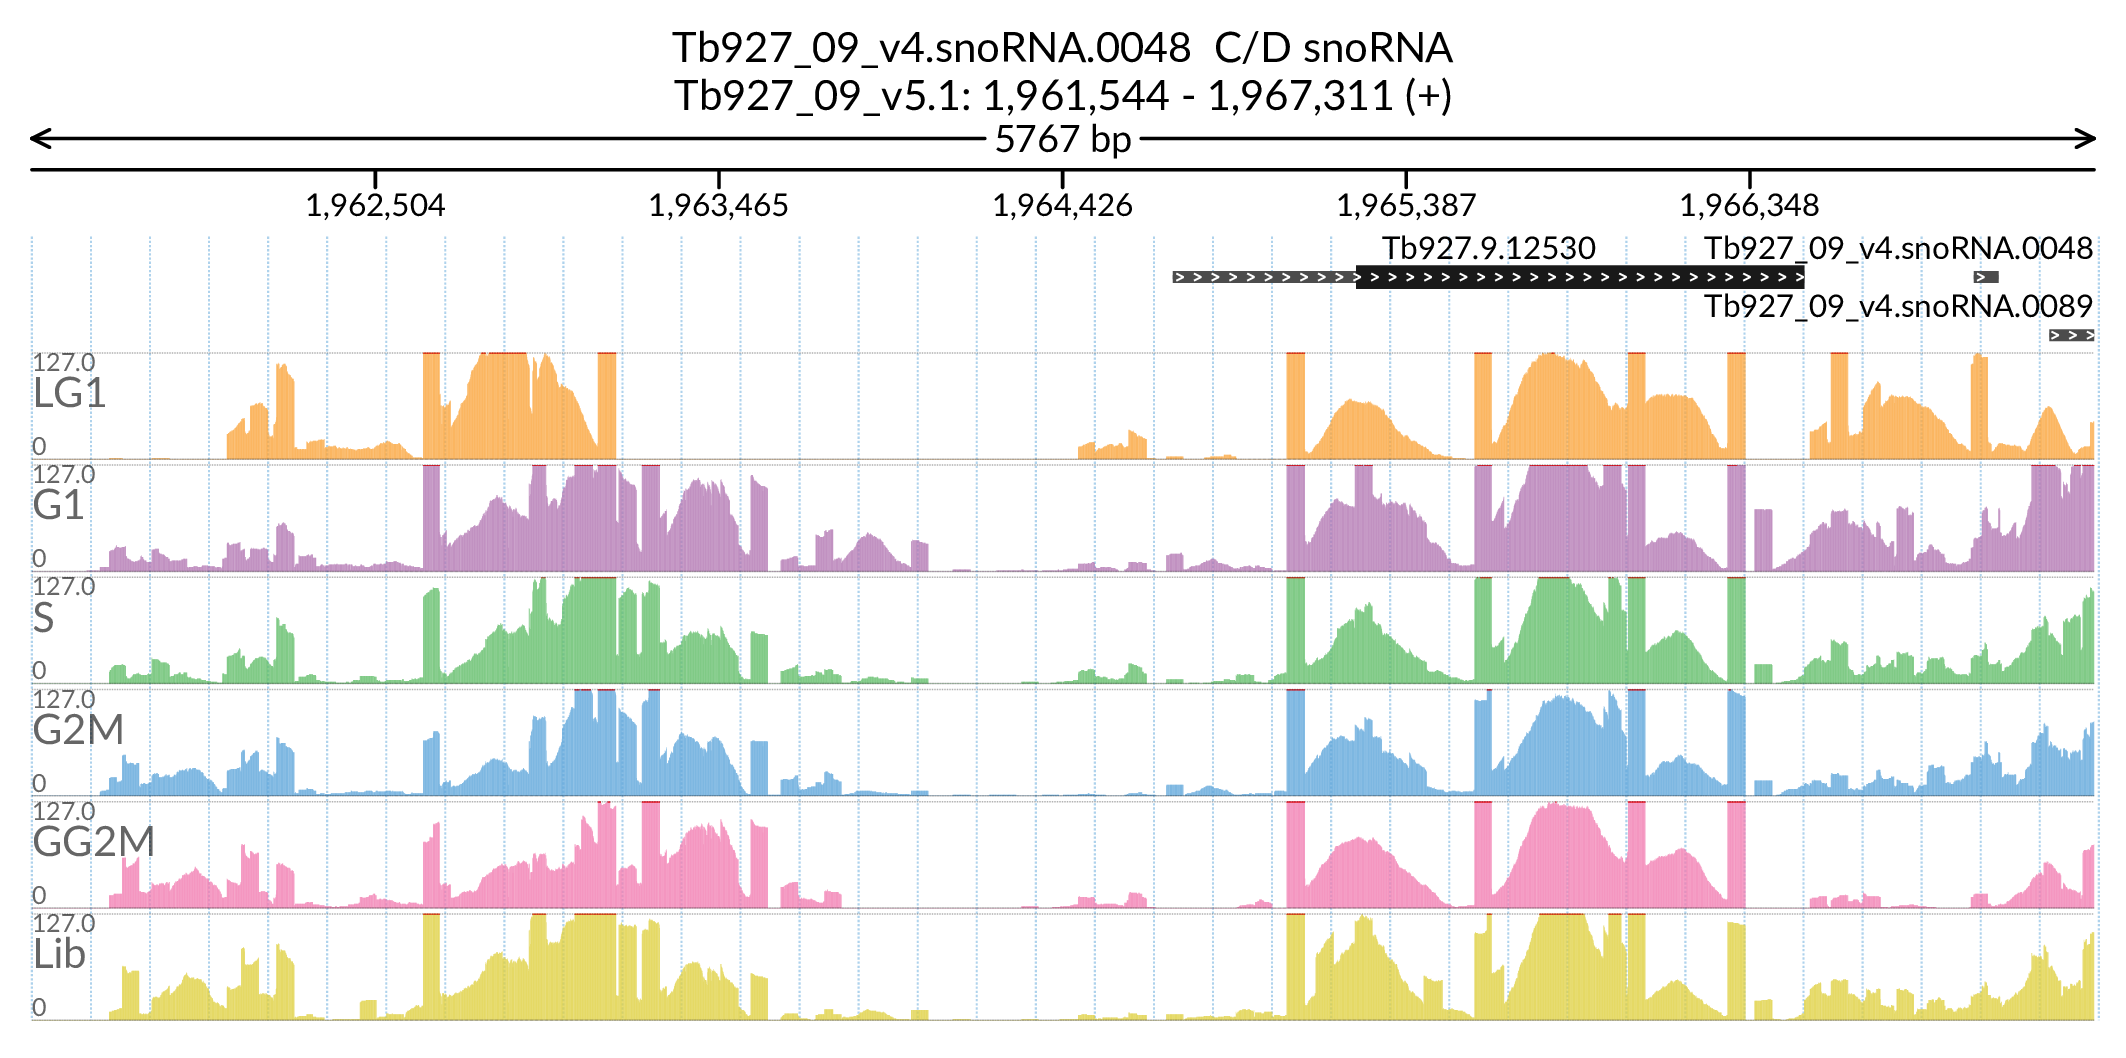 Tb927_09_v4.snoRNA.0048  C/D snoRNA
Tb927_09_v5.1: 1,961,544 - 1,967,311 (+)
5767 bp
1,962,504 1,963,465 1,964,426 1,965,387 1,966,348
Tb927.9.12530 Tb927_09_v4.snoRNA.0048
Tb927_09_v4.snoRNA.0089
127.0
LG1
0
127.0
G1
0
127.0
S
0
127.0
G2M
0
127.0
GG2M
0
127.0
Lib
0